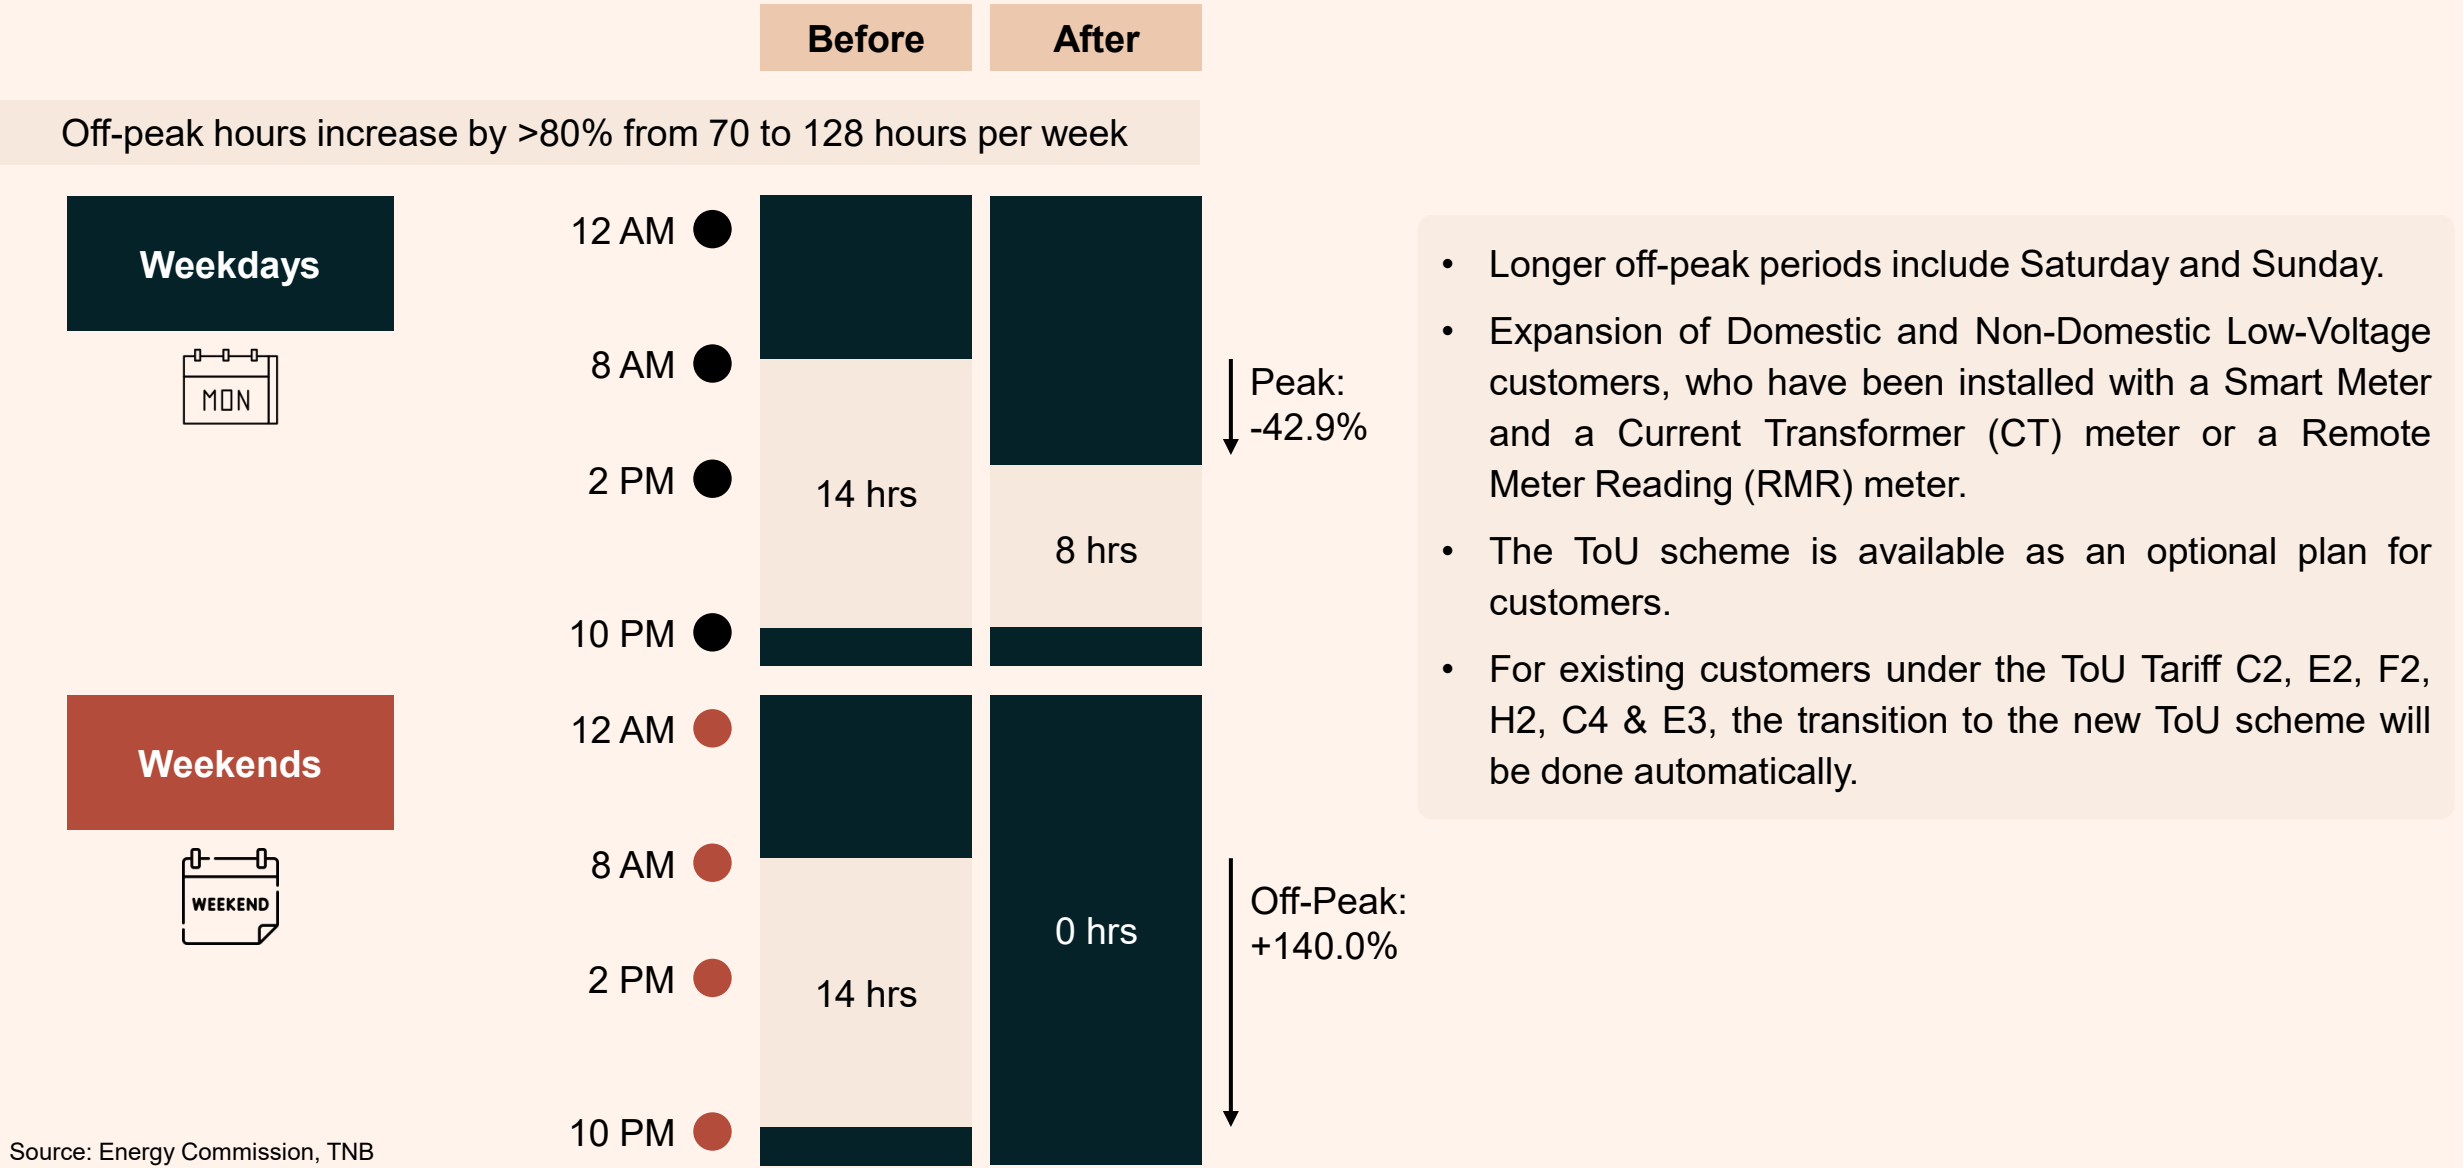 Before
After
Off-peak hours increase by >80% from 70 to 128 hours per week
Weekdays
MON
12 AM
8 AM
2 PM
10 PM
14 hrs
8 hrs
Peak:
-42.9%
Weekends
WEEKEND
12 AM
8 AM
2 PM
10 PM
14 hrs
0 hrs
Off-Peak:
+140.0%
• Longer off-peak periods include Saturday and Sunday.
• Expansion of Domestic and Non-Domestic Low-Voltage
customers, who have been installed with a Smart Meter
and a Current Transformer (CT) meter or a Remote
Meter Reading (RMR) meter.
• The ToU scheme is available as an optional plan for
customers.
• For existing customers under the ToU Tariff C2, E2, F2,
H2, C4 & E3, the transition to the new ToU scheme will
be done automatically.
Source: Energy Commission, TNB